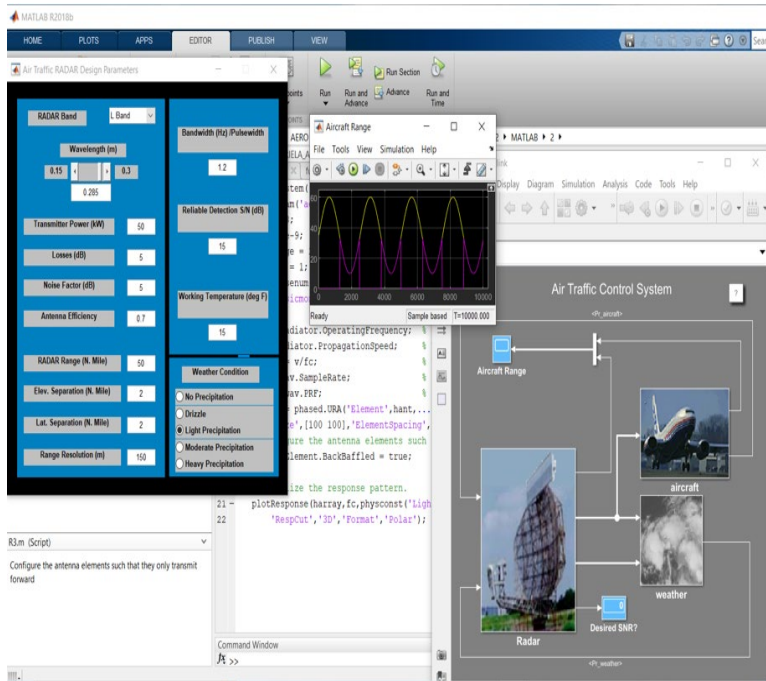 MATLAB R2018b
HOME PLOTS APPS EDITOR PUBLISH VIEW
Air Traffic RADAR Design Parameters
RADAR Band
L Band
Wavelength (m)
0.15
0.3
0.285
Transmitter Power (kW)
50
Losses (dB)
5
Noise Factor (dB)
5
Antenna Efficiency
0.7
RADAR Range (N. Mile)
50
Elev. Separation (N. Mile)
2
Lat. Separation (N. Mile)
2
Range Resolution (m)
150
Bandwidth (Hz) /Pulsewidth
1.2
Reliable Detection S/N (dB)
15
Working Temperature (deg F)
15
Weather Condition
No Precipitation
Drizzle
Light Precipitation
Moderate Precipitation
Heavy Precipitation
Run
Run and Advance
Run Section
Advance
Run and Time
MATLAB 2
Aircraft Range
File Tools View Simulation Help
60
40
20
0
0 2000 4000 6000 8000 10000
Ready
Sample based T=10000.000
Display Diagram Simulation Analysis Code Tools Help
diator.OperatingFrequency; %
diator.PropagationSpeed; %
= v/fc; %
av.SampleRate; %
wav.PRF; %
= phased.URA('Element',hant,...
',[100 100],'ElementSpacing',
ure the antenna elements such
Element.BackBaffled = true;
ize the response pattern.
21 - plotResponse(harray,fc,physconst('Ligh
22 'RespCut','3D','Format','Polar');
R3.m (Script)
Configure the antenna elements such that they only transmit
forward
Command Window
fx >>
Air Traffic Control System
?
<Pr_aircraft>
Aircraft Range
aircraft
weather
0
Desired SNR?
Radar
<Pr_weather>